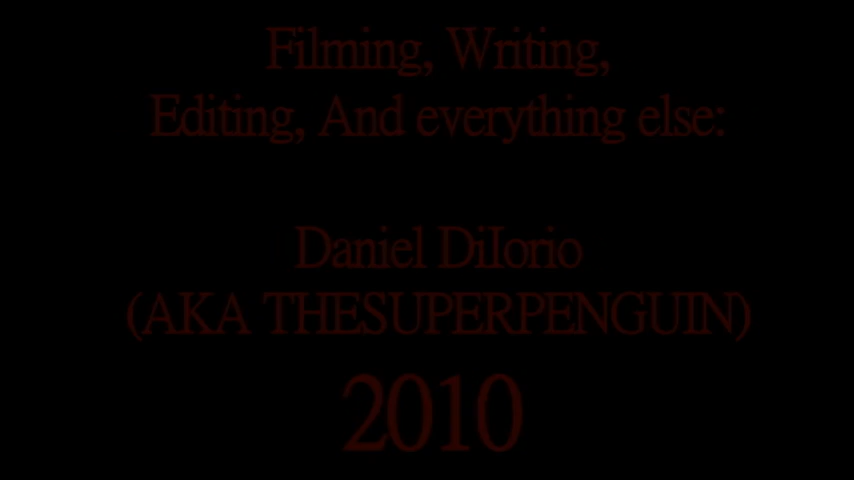 Filming, Writing,
Editing, And everything else:
Daniel DiIorio
(AKA THESUPERPENGUIN)
2010